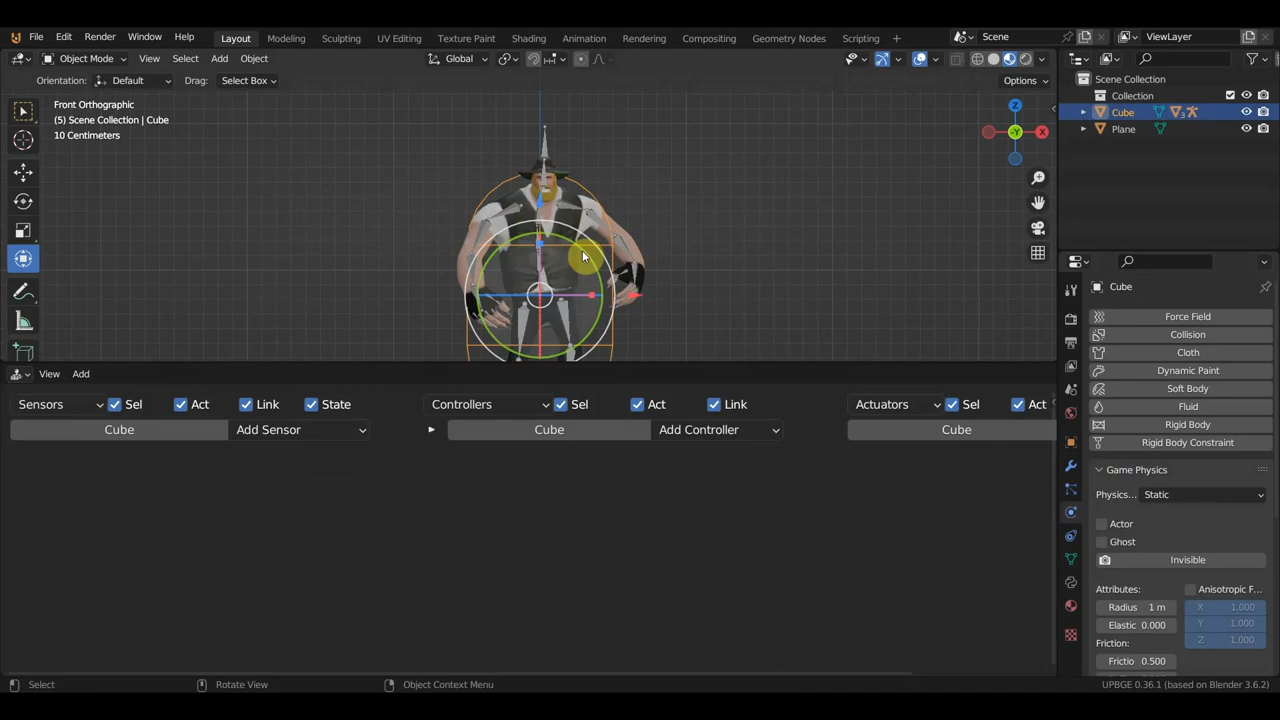 File Edit Render Window Help Layout Modeling Sculpting UV Editing Texture Paint Shading Animation Rendering Compositing Geometry Nodes Scripting + Scene ViewLayer
Object Mode View Select Add Object Global
Orientation: Default Drag: Select Box Options
Front Orthographic
(5) Scene Collection | Cube
10 Centimeters
Z
-Y X
Scene Collection
Collection
Cube 3
Plane
Cube
Force Field
Collision
Cloth
Dynamic Paint
Soft Body
Fluid
Rigid Body
Rigid Body Constraint
Game Physics
Physics... Static
Actor
Ghost
Invisible
Attributes: Anisotropic F...
Radius 1 m X 1.000
Elastic 0.000 Y 1.000
Friction: Z 1.000
Frictio 0.500
View Add
Sensors Sel Act Link State Controllers Sel Act Link Actuators Sel Act
Cube Add Sensor Cube Add Controller Cube
Select Rotate View Object Context Menu UPBGE 0.36.1 (based on Blender 3.6.2)